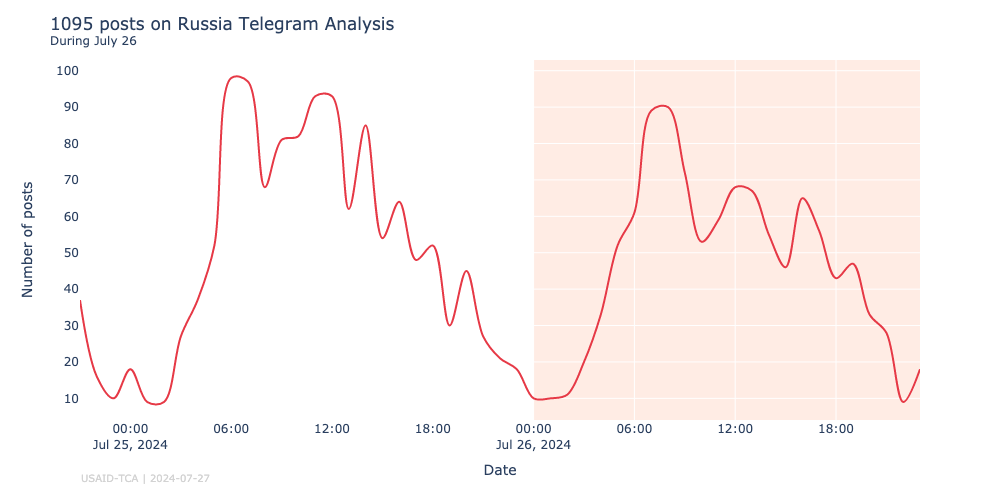 1095 posts on Russia Telegram Analysis
During July 26
Number of posts
100
90
80
70
60
50
40
30
20
10
00:00 06:00 12:00 18:00 00:00 06:00 12:00 18:00
Jul 25, 2024 Jul 26, 2024
Date
USAID-TCA | 2024-07-27